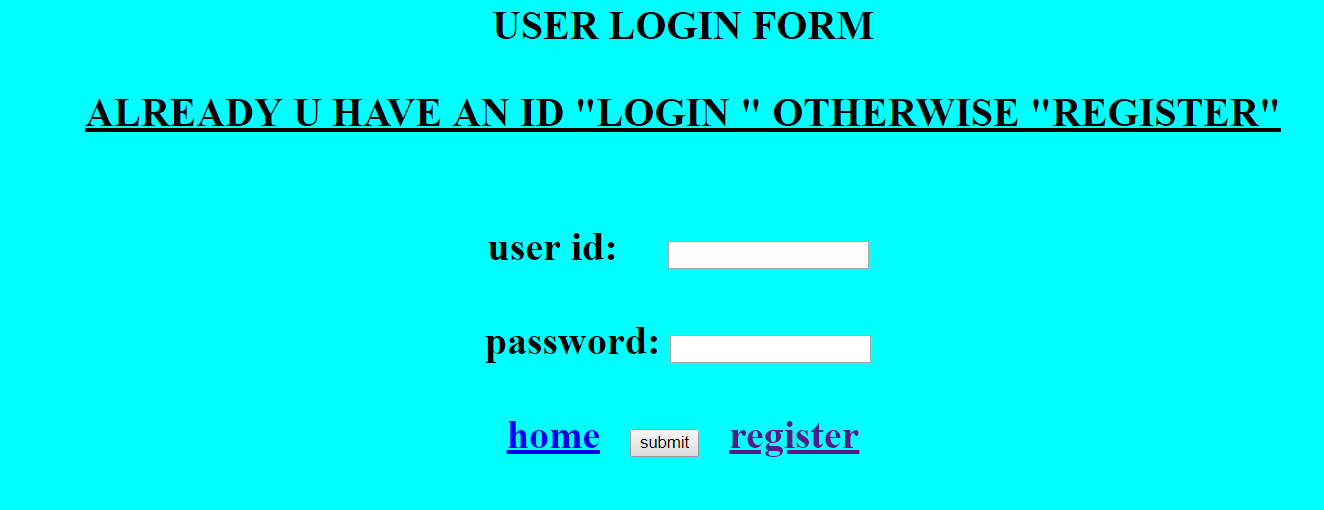 USER LOGIN FORM
ALREADY U HAVE AN ID "LOGIN " OTHERWISE "REGISTER"
user id:
password:
home submit register